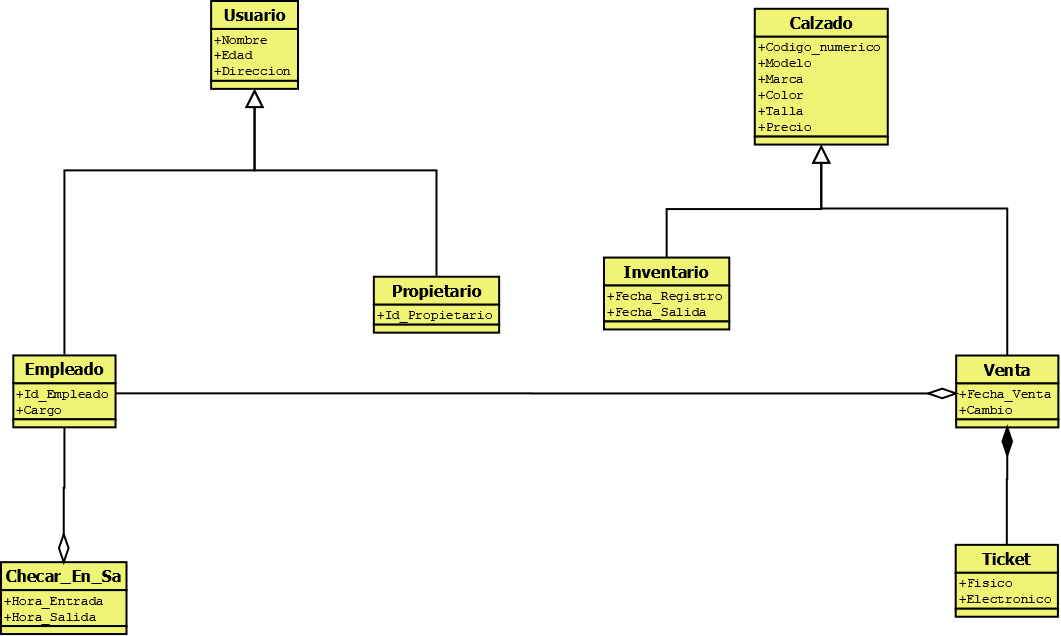 Usuario
+Nombre
+Edad
+Direccion
Calzado
+Codigo_numerico
+Modelo
+Marca
+Color
+Talla
+Precio
Propietario
+Id_Propietario
Inventario
+Fecha_Registro
+Fecha_Salida
Empleado
+Id_Empleado
+Cargo
Venta
+Fecha_Venta
+Cambio
Checar_En_Sa
+Hora_Entrada
+Hora_Salida
Ticket
+Fisico
+Electronico